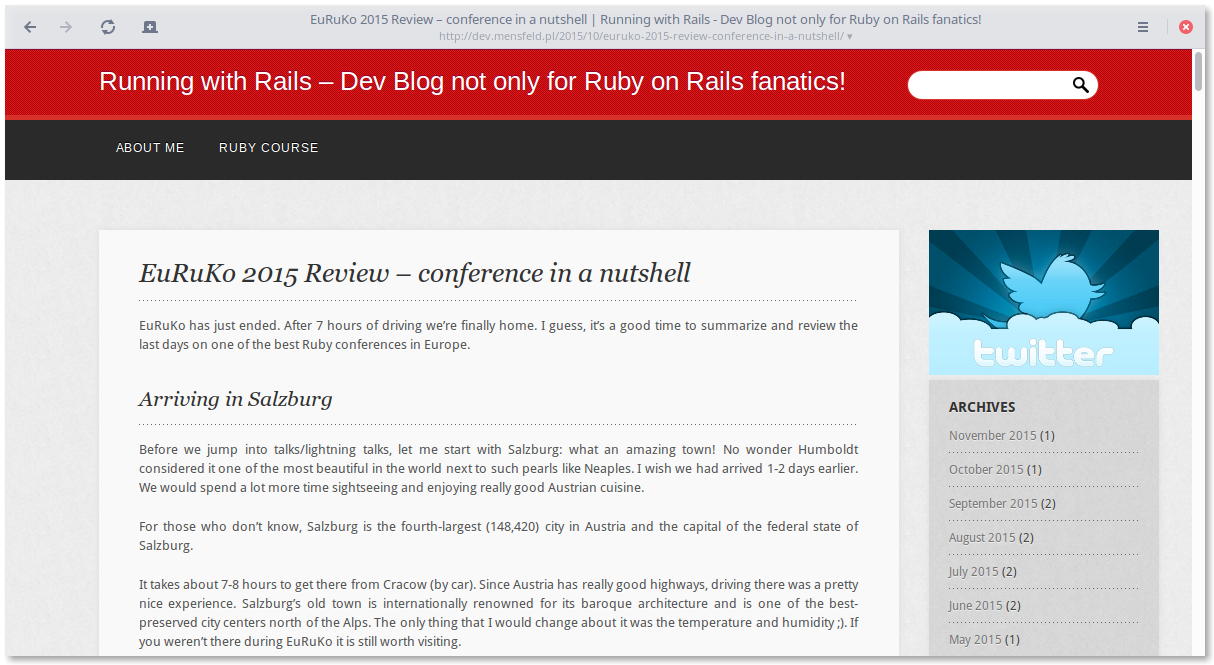 EuRuKo 2015 Review – conference in a nutshell | Running with Rails - Dev Blog not only for Ruby on Rails fanatics!
http://dev.mensfeld.pl/2015/10/euruko-2015-review-conference-in-a-nutshell/ ▾
Running with Rails – Dev Blog not only for Ruby on Rails fanatics!
ABOUT ME
RUBY COURSE
EuRuKo 2015 Review – conference in a nutshell
EuRuKo has just ended. After 7 hours of driving we're finally home. I guess, it's a good time to summarize and review the
last days on one of the best Ruby conferences in Europe.
Arriving in Salzburg
Before we jump into talks/lightning talks, let me start with Salzburg: what an amazing town! No wonder Humboldt
considered it one of the most beautiful in the world next to such pearls like Neaples. I wish we had arrived 1-2 days earlier.
We would spend a lot more time sightseeing and enjoying really good Austrian cuisine.
For those who don't know, Salzburg is the fourth-largest (148,420) city in Austria and the capital of the federal state of
Salzburg.
It takes about 7-8 hours to get there from Cracow (by car). Since Austria has really good highways, driving there was a pretty
nice experience. Salzburg's old town is internationally renowned for its baroque architecture and is one of the best-
preserved city centers north of the Alps. The only thing that I would change about it was the temperature and humidity ;). If
you weren't there during EuRuKo it is still worth visiting.
twitter
ARCHIVES
November 2015 (1)
October 2015 (1)
September 2015 (2)
August 2015 (2)
July 2015 (2)
June 2015 (2)
May 2015 (1)